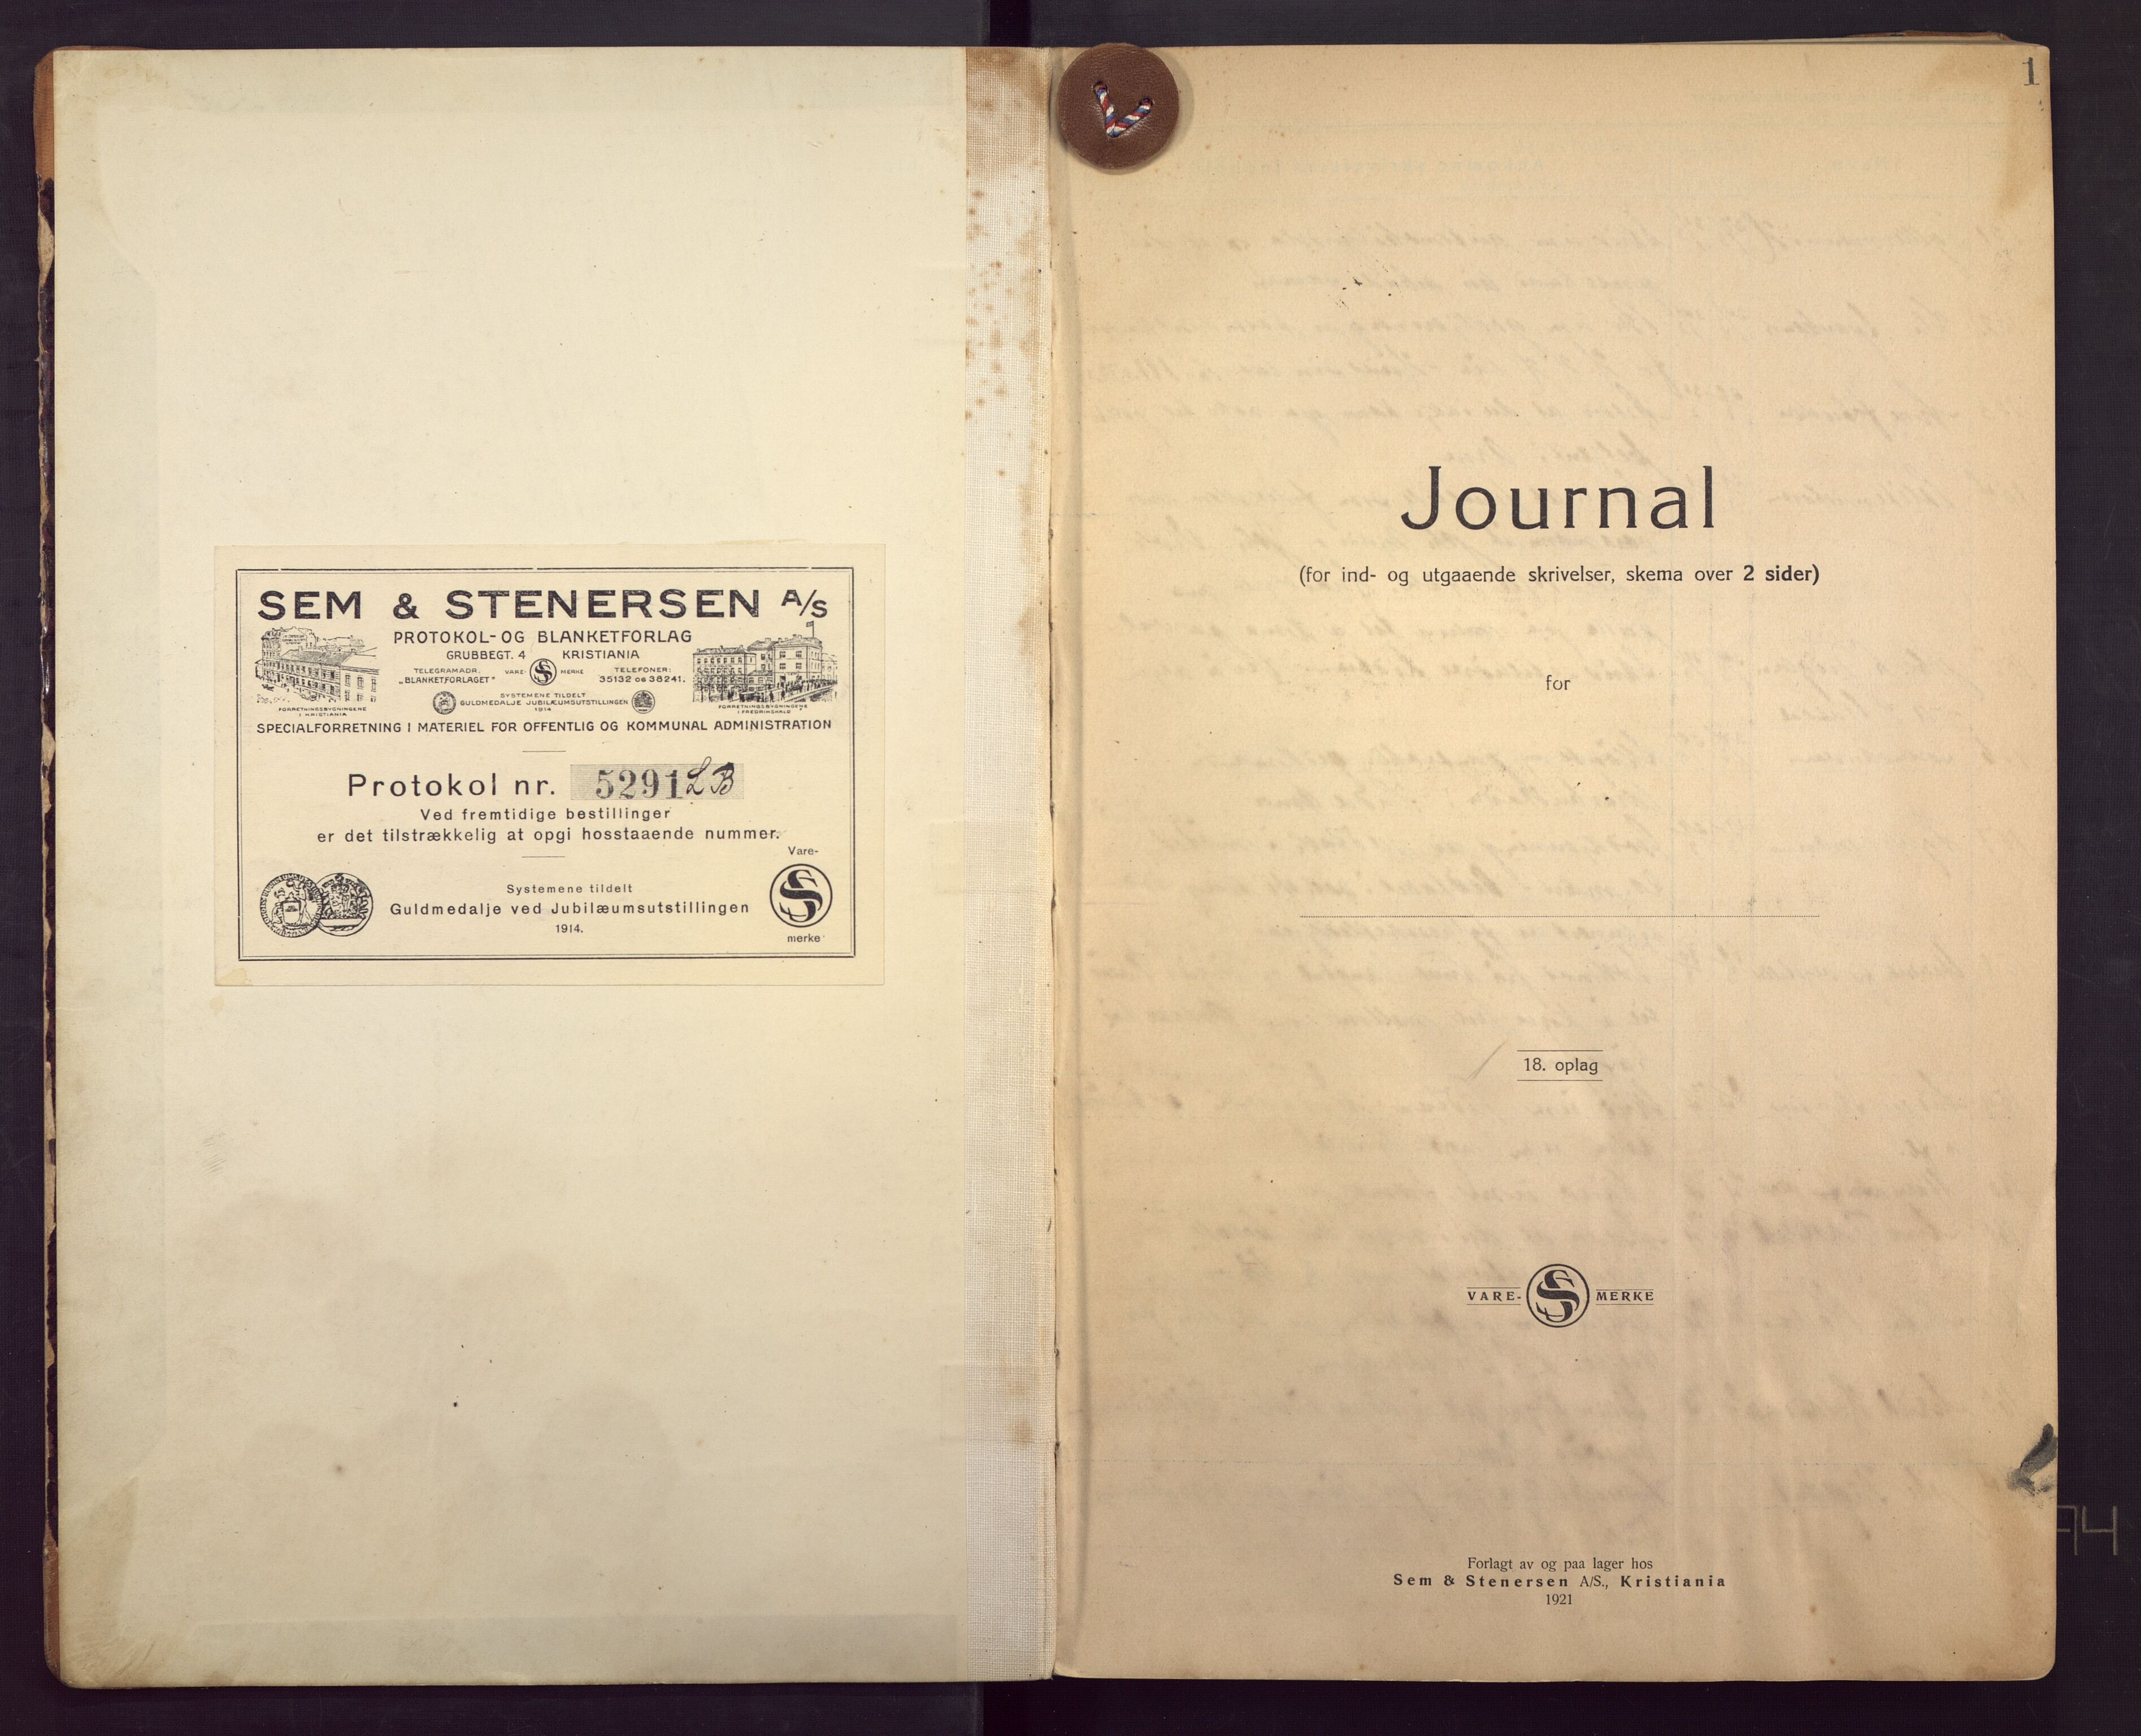 SEM & STENERSEN A/S
PROTOKOL- OG BLANKETFORLAG
GRUBBEGT. 4 KRISTIANIA
TELEGRAMADR. „BLANKETFORLAGET"
VARE- MERKE
TELEFONER: 35132 OG 38241.
SYSTEMENE TILDELT
GULDMEDALJE JUBILÆUMSUTSTILLINGEN
1914
FORRETNINGSBYGNINGENE
I KRISTIANIA
FORRETNINGSBYGNINGENE
I FREDRIKSHALD
SPECIALFORRETNING I MATERIEL FOR OFFENTLIG OG KOMMUNAL ADMINISTRATION
Protokol nr. 5291 LB
Ved fremtidige bestillinger
er det tilstrækkelig at opgi hosstaaende nummer.
Vare-
merke
Systemene tildelt
Guldmedalje ved Jubilæumsutstillingen
1914.
1
Journal
(for ind- og utgaaende skrivelser, skema over 2 sider)
for
18. oplag
VARE- MERKE
Forlagt av og paa lager hos
Sem & Stenersen A/S., Kristiania
1921